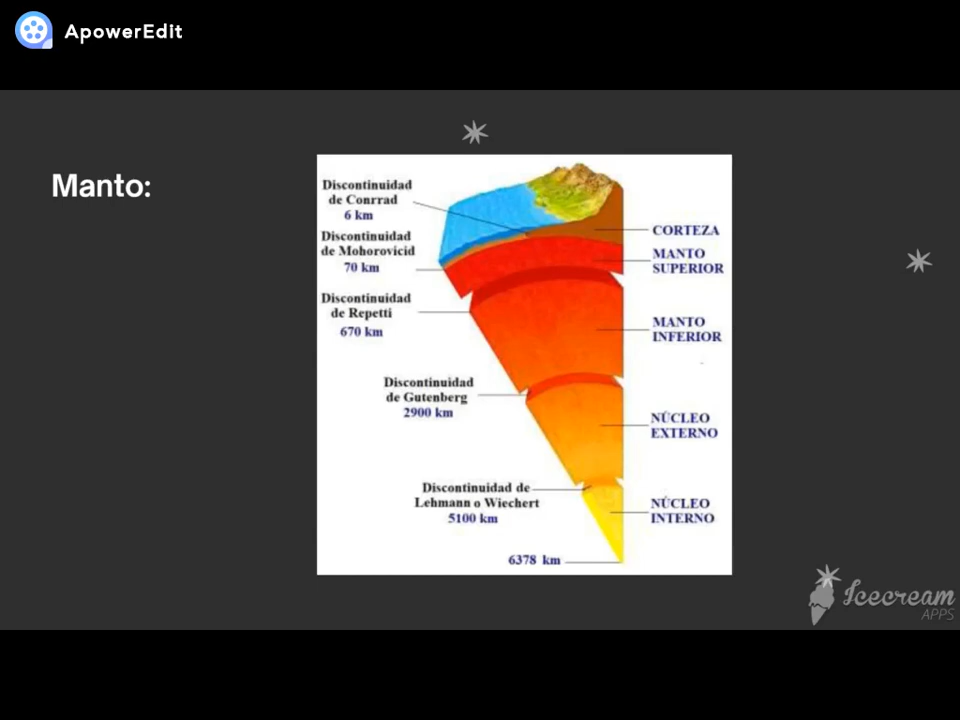 ApowerEdit
Manto:
Discontinuidad
de Conrrad
6 km
Discontinuidad
de Mohorovicid
70 km
Discontinuidad
de Repetti
670 km
Discontinuidad
de Gutenberg
2900 km
Discontinuidad de
Lehmann o Wiechert
5100 km
6378 km
CORTEZA
MANTO
SUPERIOR
MANTO
INFERIOR
NÚCLEO
EXTERNO
NÚCLEO
INTERNO
Icecream
APPS